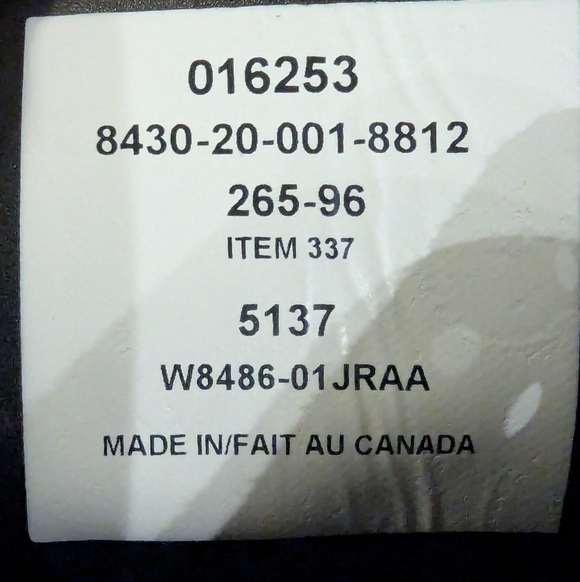 016253
8430-20-001-8812
265-96
ITEM 337
5137
W8486-01JRAA
MADE IN/FAIT AU CANADA